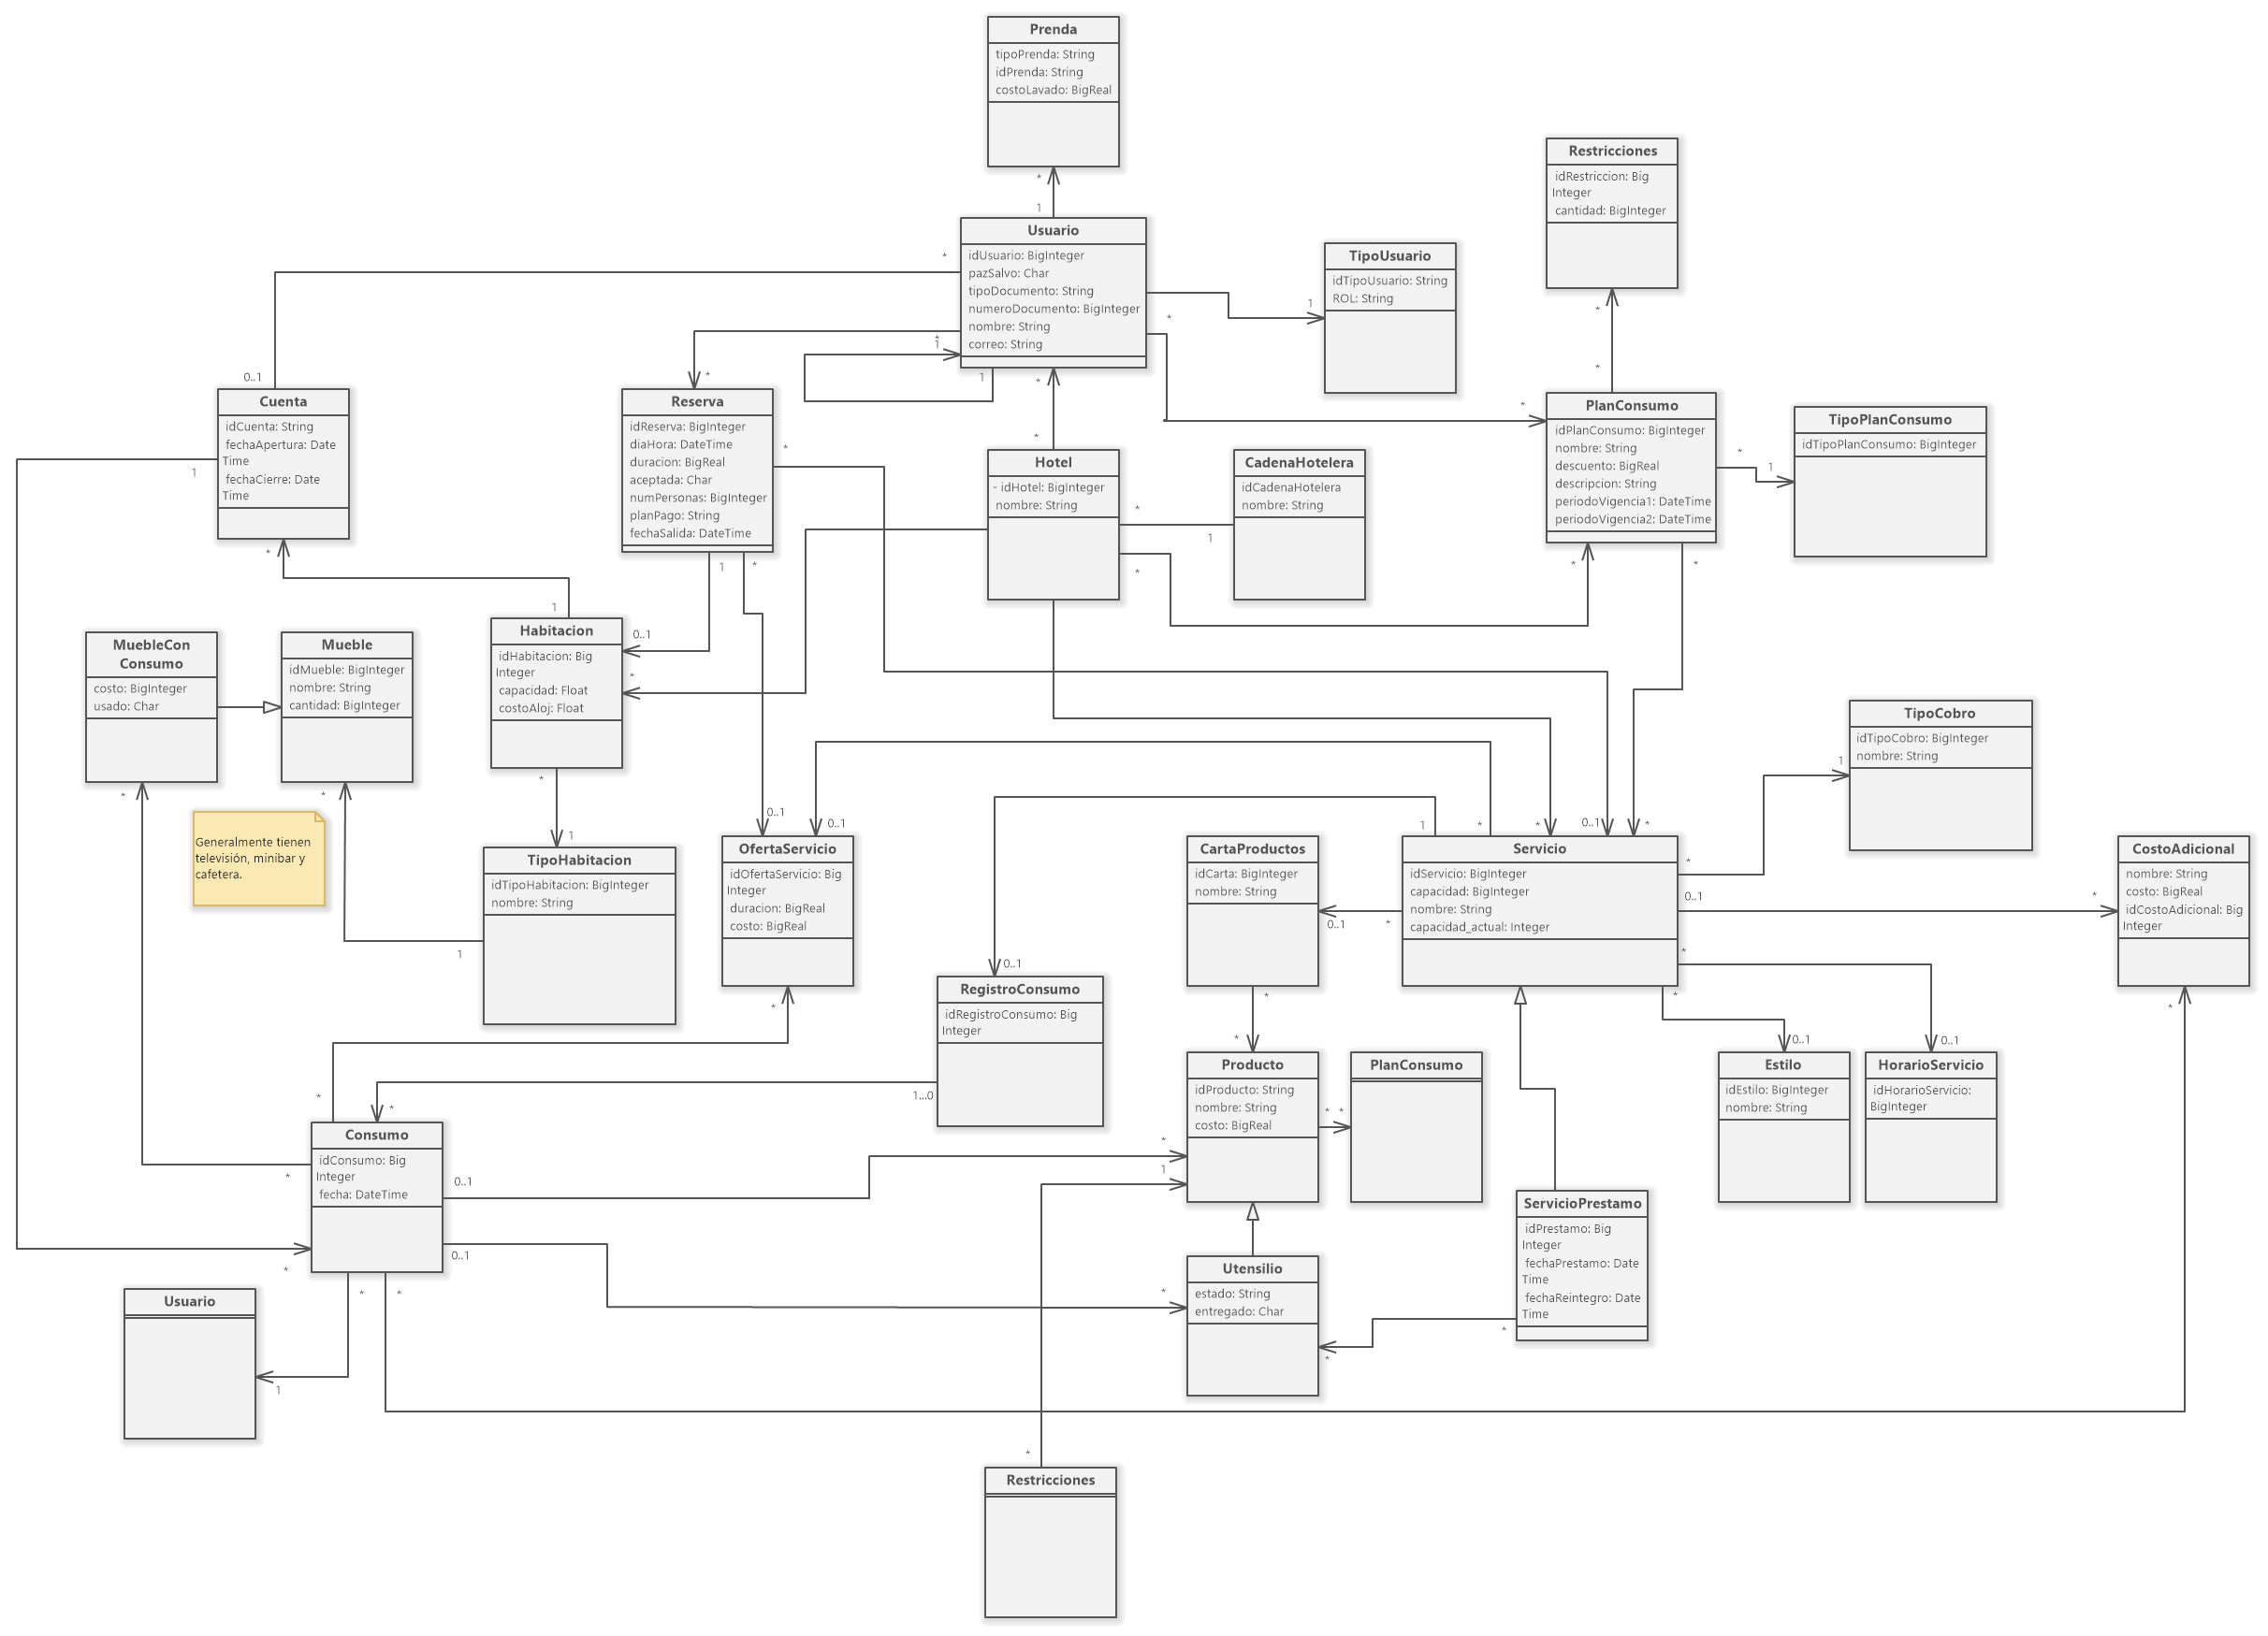 Prenda
tipoPrenda: String
idPrenda: String
costoLavado: BigReal
*
1
Restricciones
idRestriccion: Big
Integer
cantidad: BigInteger
*
*
Usuario
idUsuario: BigInteger
pazSalvo: Char
tipoDocumento: String
numeroDocumento: BigInteger
nombre: String
correo: String
*
*
1
1
*
*
TipoUsuario
idTipoUsuario: String
ROL: String
1
Cuenta
idCuenta: String
fechaApertura: Date
Time
fechaCierre: Date
Time
0..1
1
*
Reserva
idReserva: BigInteger
diaHora: DateTime
duracion: BigReal
aceptada: Char
numPersonas: BigInteger
planPago: String
fechaSalida: DateTime
*
*
1
*
Hotel
- idHotel: BigInteger
nombre: String
*
*
*
CadenaHotelera
idCadenaHotelera
nombre: String
1
PlanConsumo
idPlanConsumo: BigInteger
nombre: String
descuento: BigReal
descripcion: String
periodoVigencia1: DateTime
periodoVigencia2: DateTime
*
*
*
*
TipoPlanConsumo
idTipoPlanConsumo: BigInteger
1
MuebleCon
Consumo
costo: BigInteger
usado: Char
*
Mueble
idMueble: BigInteger
nombre: String
cantidad: BigInteger
*
Habitacion
idHabitacion: Big
Integer
capacidad: Float
costoAloj: Float
1
0..1
*
*
Generalmente tienen
televisión, minibar y
cafetera.
TipoHabitacion
idTipoHabitacion: BigInteger
nombre: String
1
1
OfertaServicio
idOfertaServicio: Big
Integer
duracion: BigReal
costo: BigReal
0..1
0..1
*
TipoCobro
idTipoCobro: BigInteger
nombre: String
1
CartaProductos
idCarta: BigInteger
nombre: String
0..1
*
Servicio
idServicio: BigInteger
capacidad: BigInteger
nombre: String
capacidad_actual: Integer
1
*
*
0..1
*
*
0..1
*
*
*
CostoAdicional
nombre: String
costo: BigReal
idCostoAdicional: Big
Integer
*
*
RegistroConsumo
idRegistroConsumo: Big
Integer
0..1
1...0
Producto
idProducto: String
nombre: String
costo: BigReal
*
*
1
*
PlanConsumo
*
Estilo
idEstilo: BigInteger
nombre: String
0..1
HorarioServicio
idHorarioServicio:
BigInteger
0..1
Consumo
idConsumo: Big
Integer
fecha: DateTime
*
*
*
0..1
0..1
*
*
*
ServicioPrestamo
idPrestamo: Big
Integer
fechaPrestamo: Date
Time
fechaReintegro: Date
Time
*
Utensilio
estado: String
entregado: Char
*
*
Usuario
1
Restricciones
*